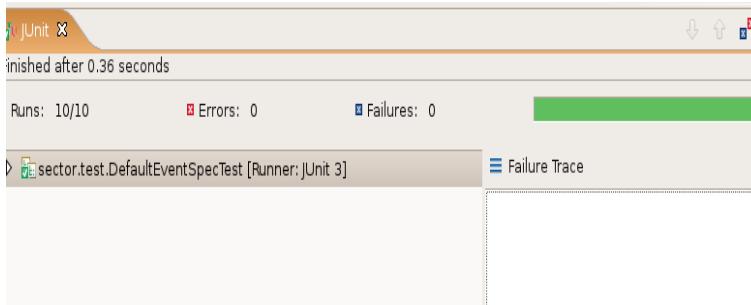 JUnit
Finished after 0.36 seconds
Runs: 10/10 Errors: 0 Failures: 0
sector.test.DefaultEventSpecTest [Runner: JUnit 3]
Failure Trace